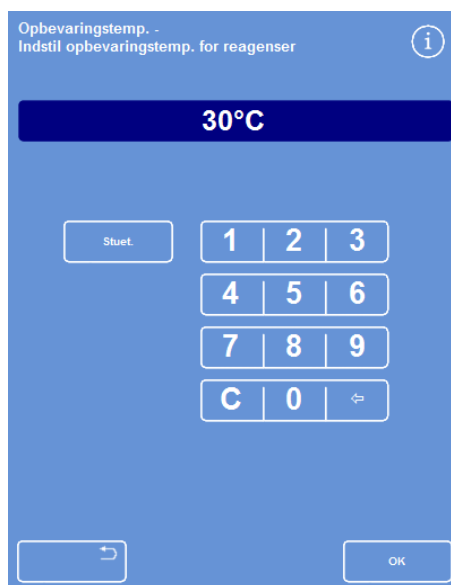 Opbevaringstemp. -
Indstil opbevaringstemp. for reagenser
i
30°C
Stuet.
1 2 3
4 5 6
7 8 9
C 0 ⇦
OK